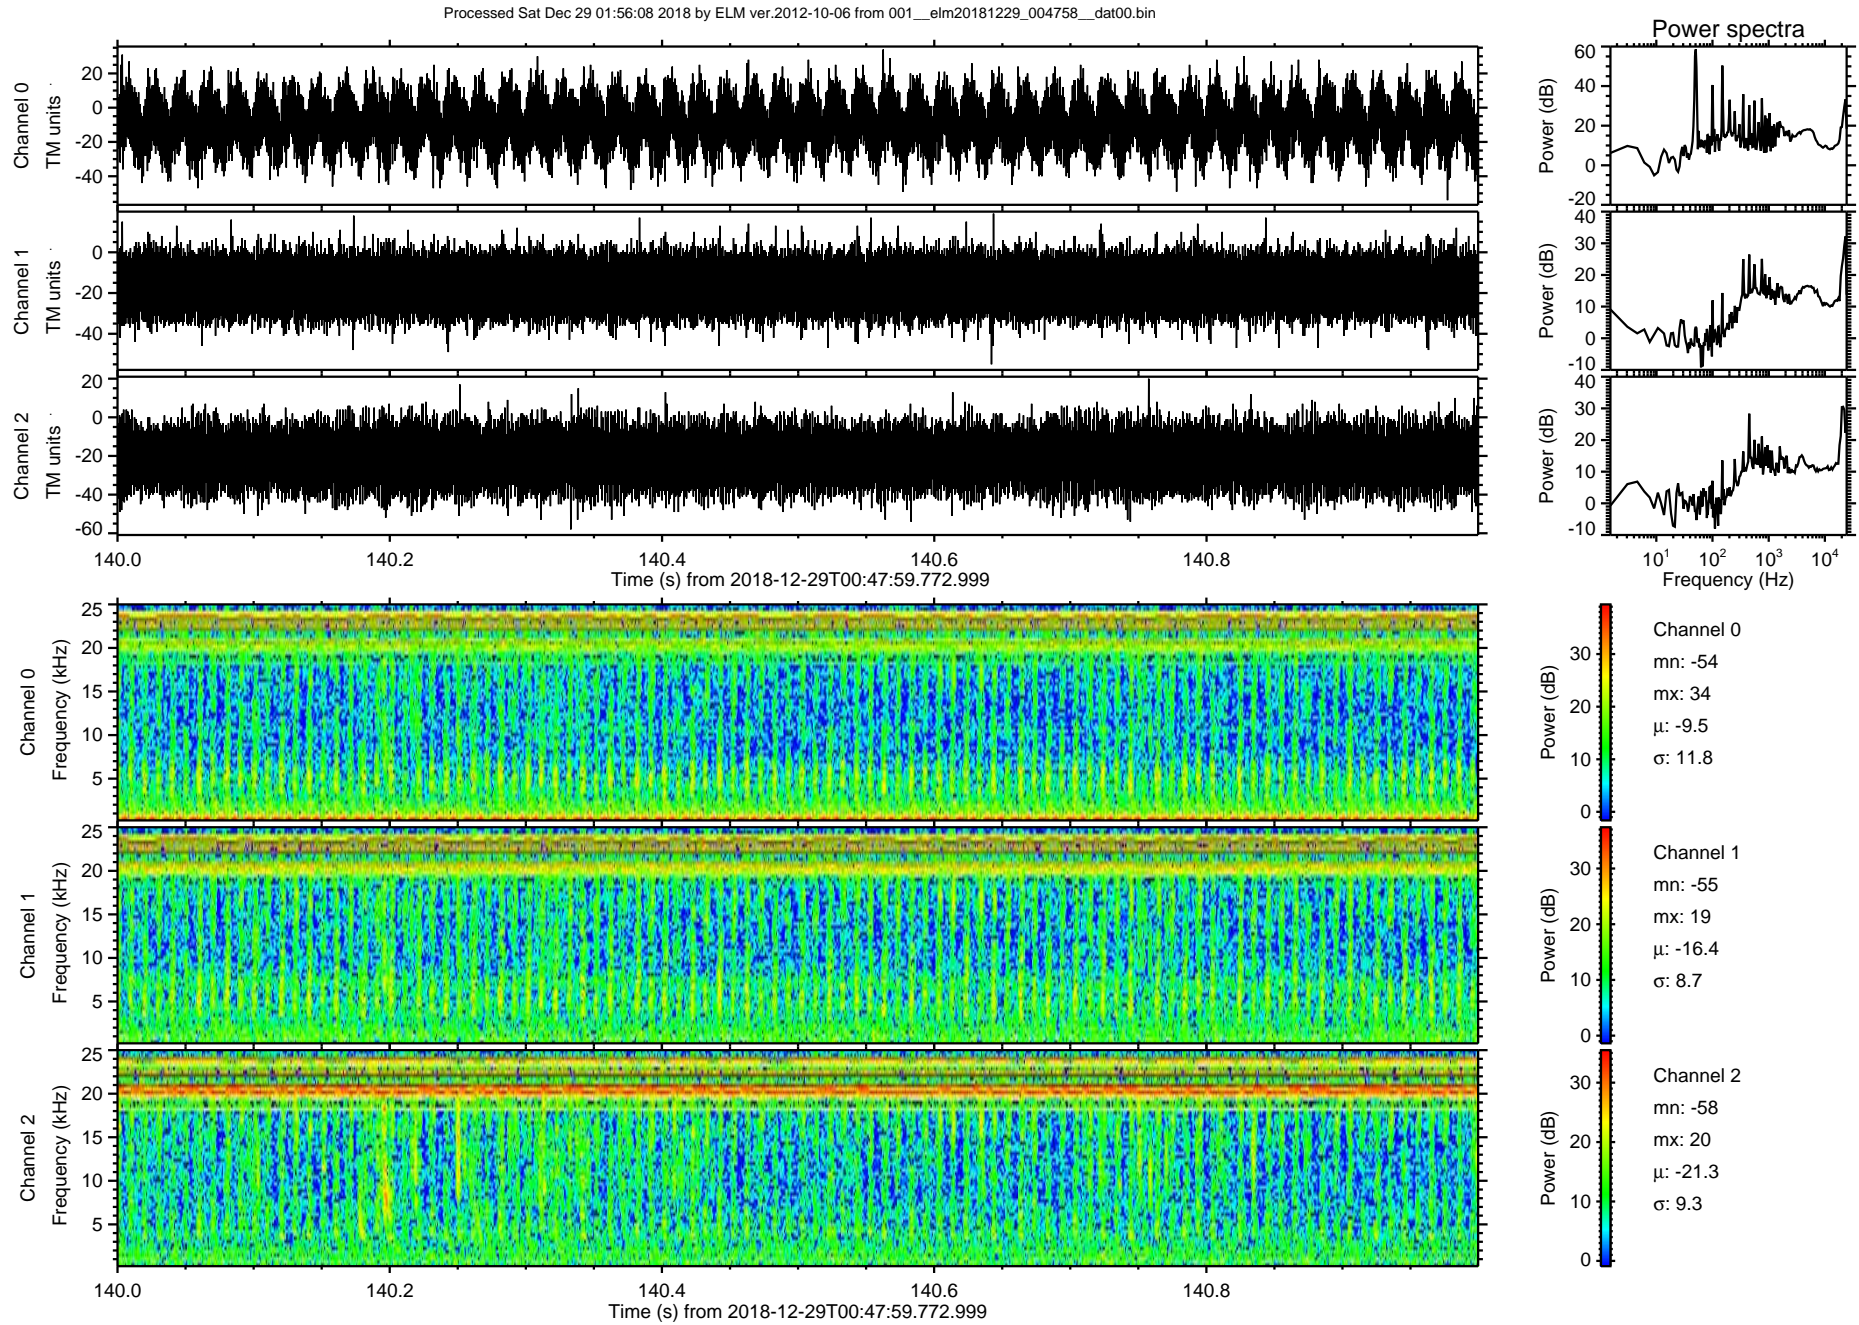 Processed Sat Dec 29 01:56:08 2018 by ELM ver.2012-10-06 from 001__elm20181229_004758__dat00.bin
Power spectra
Channel 0
TM units
20
0
-20
-40
Power (dB)
60
40
20
0
-20
Channel 1
TM units
0
-20
-40
Power (dB)
40
30
20
10
0
-10
Channel 2
TM units
20
0
-20
-40
-60
Power (dB)
40
30
20
10
0
-10
140.0 140.2 140.4 140.6 140.8
Time (s) from 2018-12-29T00:47:59.772.999
10^1 10^2 10^3 10^4
Frequency (Hz)
Channel 0
Frequency (kHz)
25
20
15
10
5
Power (dB)
30
20
10
0
Channel 0
mn: -54
mx: 34
μ: -9.5
σ: 11.8
Channel 1
Frequency (kHz)
25
20
15
10
5
Power (dB)
30
20
10
0
Channel 1
mn: -55
mx: 19
μ: -16.4
σ: 8.7
Channel 2
Frequency (kHz)
25
20
15
10
5
Power (dB)
30
20
10
0
Channel 2
mn: -58
mx: 20
μ: -21.3
σ: 9.3
140.0 140.2 140.4 140.6 140.8
Time (s) from 2018-12-29T00:47:59.772.999